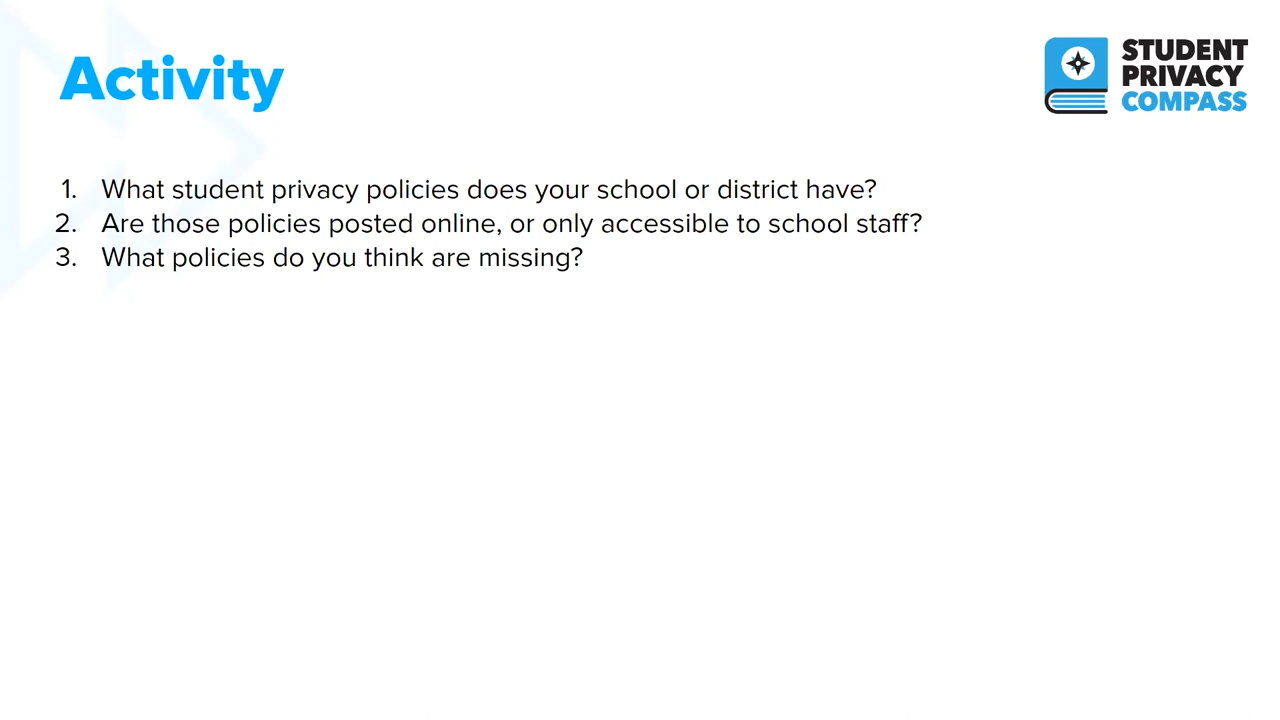 Activity
STUDENT
PRIVACY
COMPASS
1. What student privacy policies does your school or district have?
2. Are those policies posted online, or only accessible to school staff?
3. What policies do you think are missing?